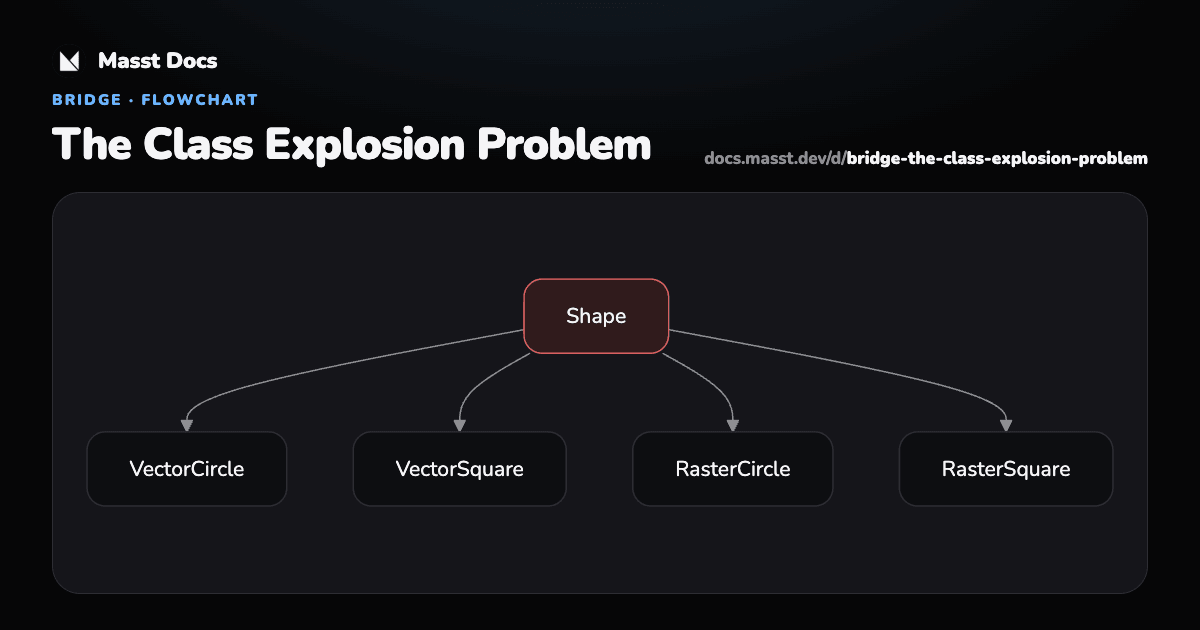 Masst Docs
BRIDGE · FLOWCHART
The Class Explosion Problem
docs.masst.dev/d/bridge-the-class-explosion-problem
Shape
VectorCircle
VectorSquare
RasterCircle
RasterSquare